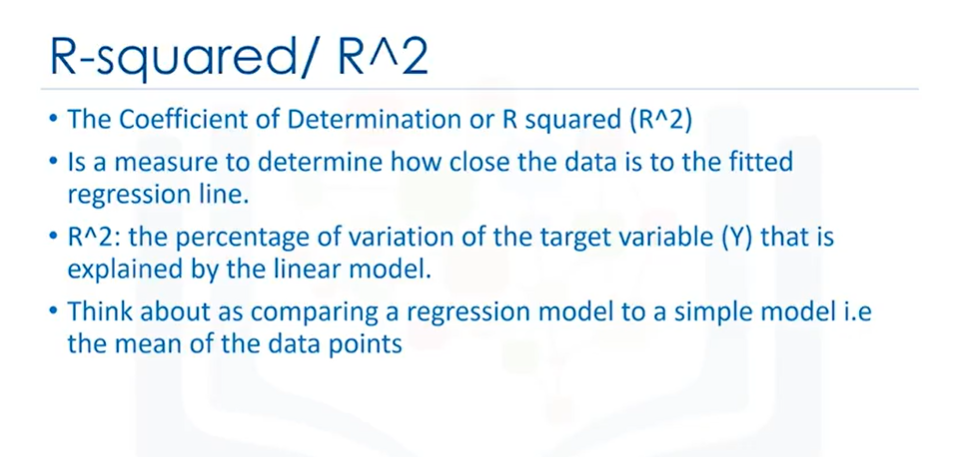 R-squared/ R^2
• The Coefficient of Determination or R squared (R^2)
• Is a measure to determine how close the data is to the fitted
regression line.
• R^2: the percentage of variation of the target variable (Y) that is
explained by the linear model.
• Think about as comparing a regression model to a simple model i.e
the mean of the data points